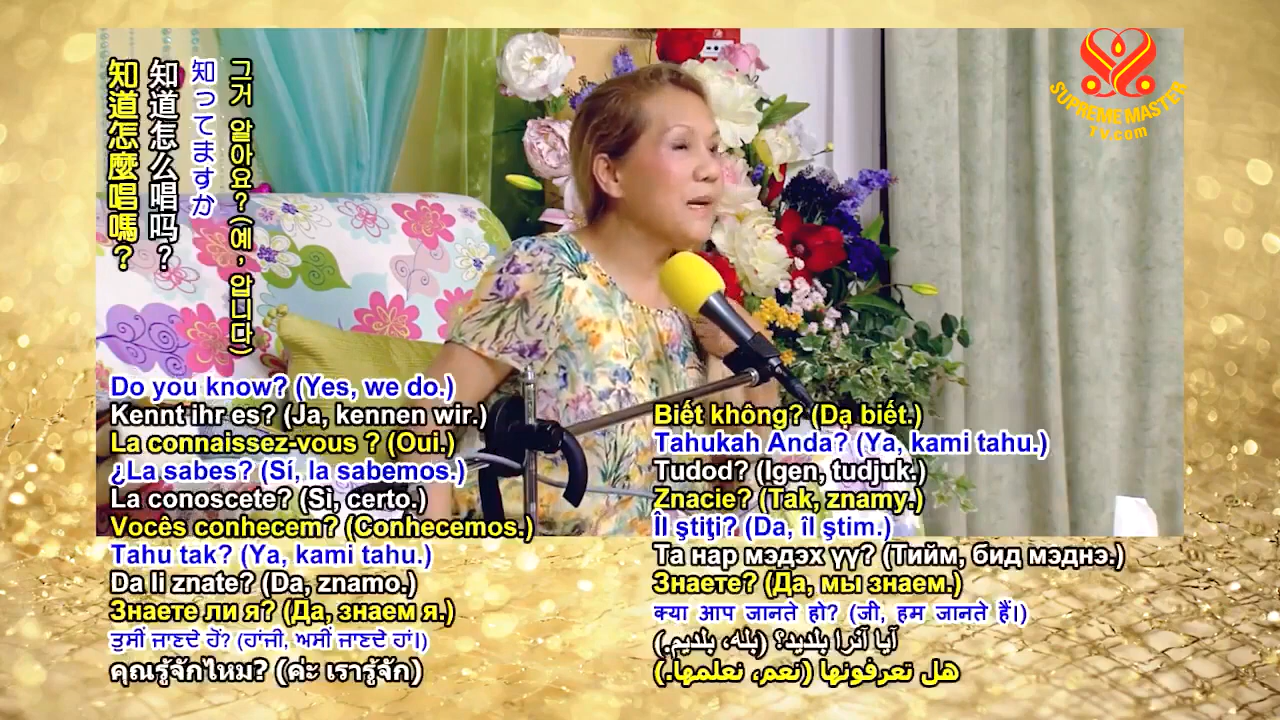 知道怎麼唱嗎？
知道怎么唱吗？
知ってますか
그거 알아요? (예, 압니다)
SUPREME MASTER
TV.com
Do you know? (Yes, we do.)
Kennt ihr es? (Ja, kennen wir.)
La connaissez-vous ? (Oui.)
¿La sabes? (Sí, la sabemos.)
La conoscete? (Sì, certo.)
Vocês conhecem? (Conhecemos.)
Tahu tak? (Ya, kami tahu.)
Da li znate? (Da, znamo.)
Знаете ли я? (Да, знаем я.)
ਤੁਸੀਂ ਜਾਣਦੇ ਹੋਂ? (ਹਾਂਜੀ, ਅਸੀਂ ਜਾਣਦੇ ਹਾਂ।)
คุณรู้จักไหม? (ค่ะ เรารู้จัก)
Biết không? (Dạ biết.)
Tahukah Anda? (Ya, kami tahu.)
Tudod? (Igen, tudjuk.)
Znacie? (Tak, znamy.)
Îl ştiţi? (Da, îl ştim.)
Та нар мэдэх үү? (Тийм, бид мэднэ.)
Знаете? (Да, мы знаем.)
क्या आप जानते हो? (जी, हम जानते हैं।)
آیا آنرا بلدید؟ (بله، بلدیم.)
هل تعرفونها (نعم، نعلمها.)